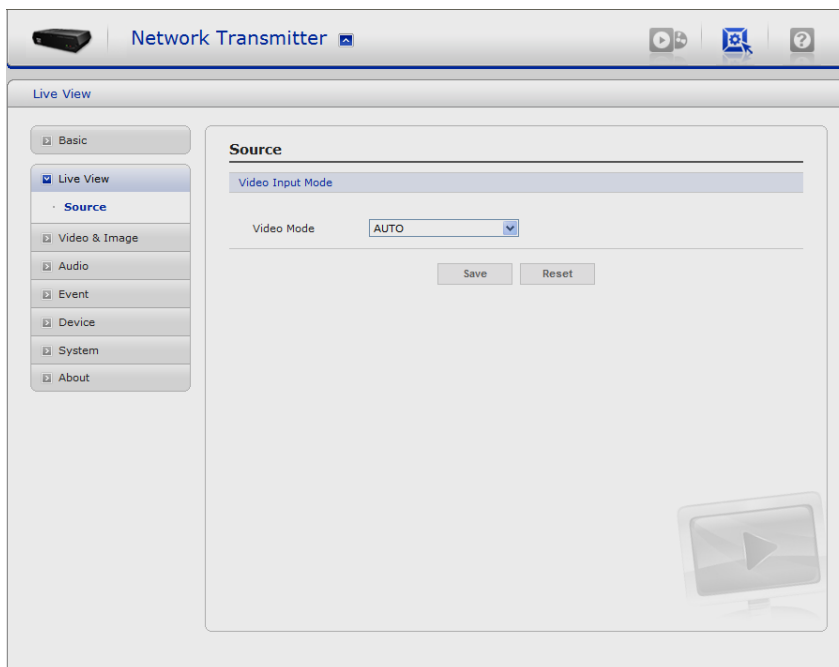 Network Transmitter
?
Live View
Basic
Live View
· Source
Video & Image
Audio
Event
Device
System
About
Source
Video Input Mode
Video Mode AUTO
Save Reset